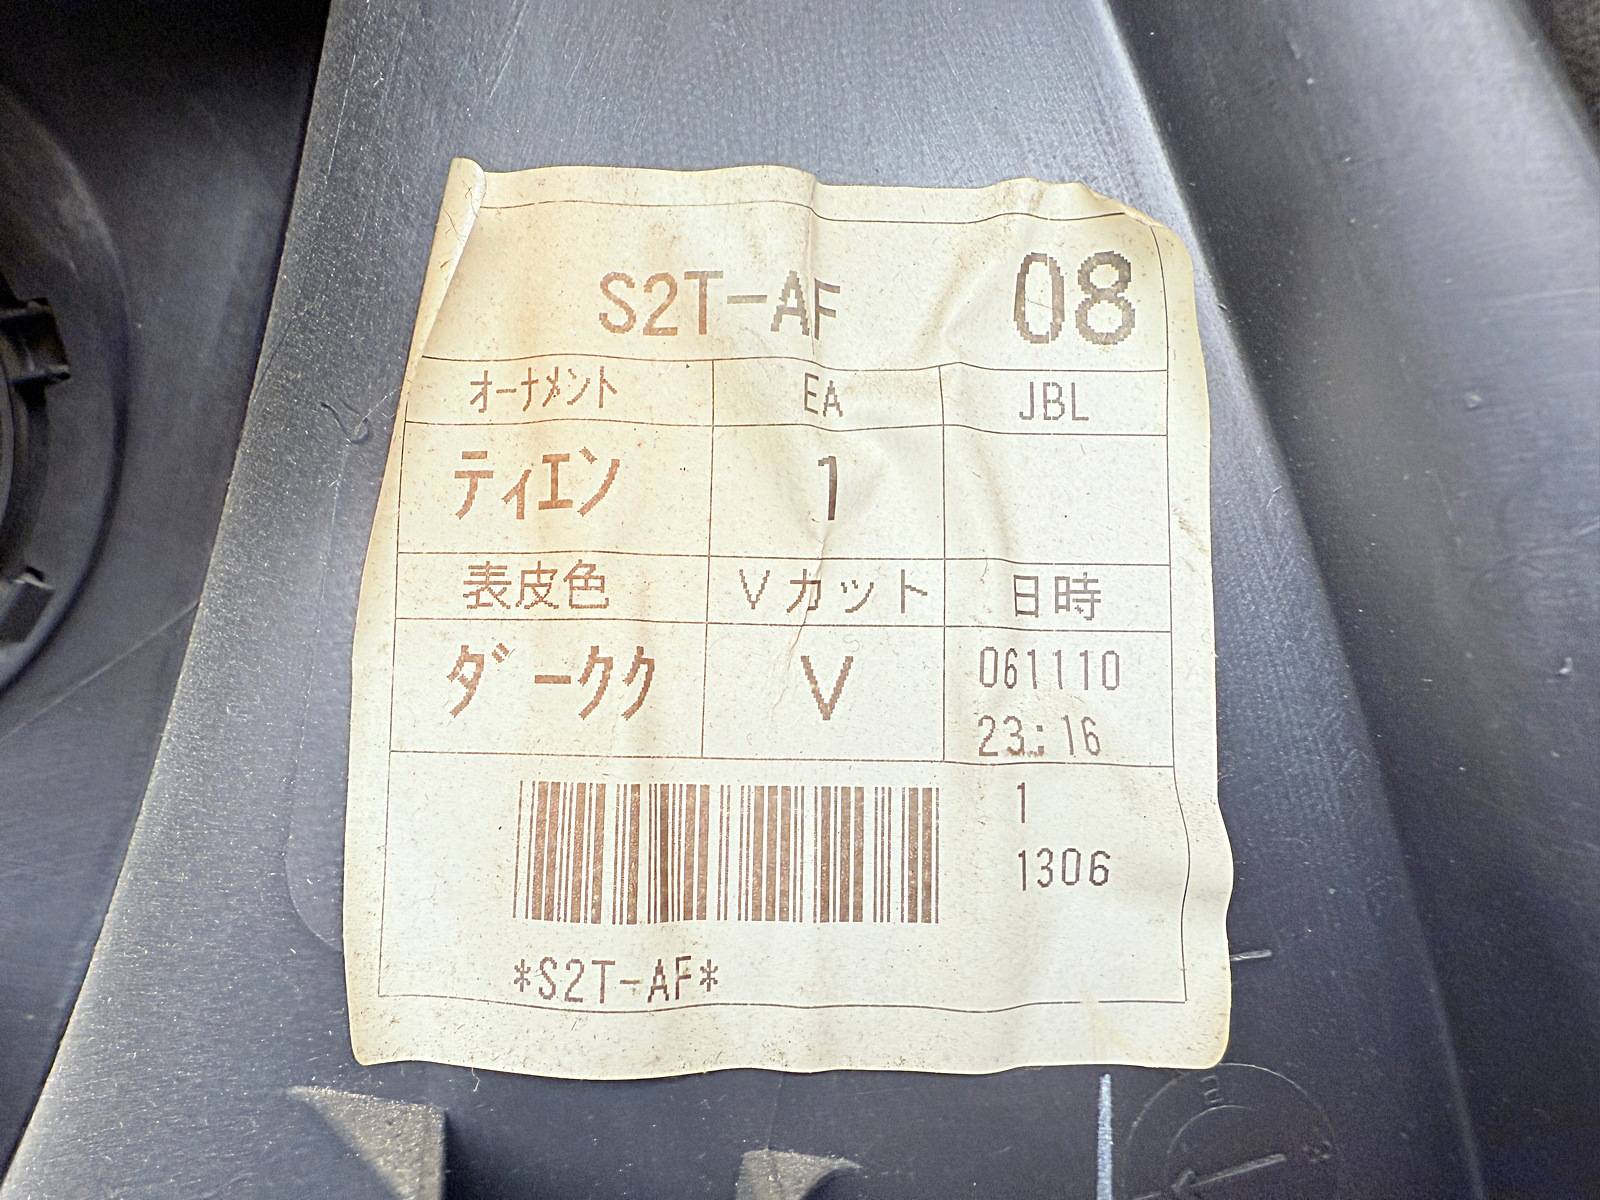 S2T-AF 08
オーナメント EA JBL
ティエン 1
表皮色 Vカット 日時
ダークク V 061110
23:16
1
1306
*S2T-AF*